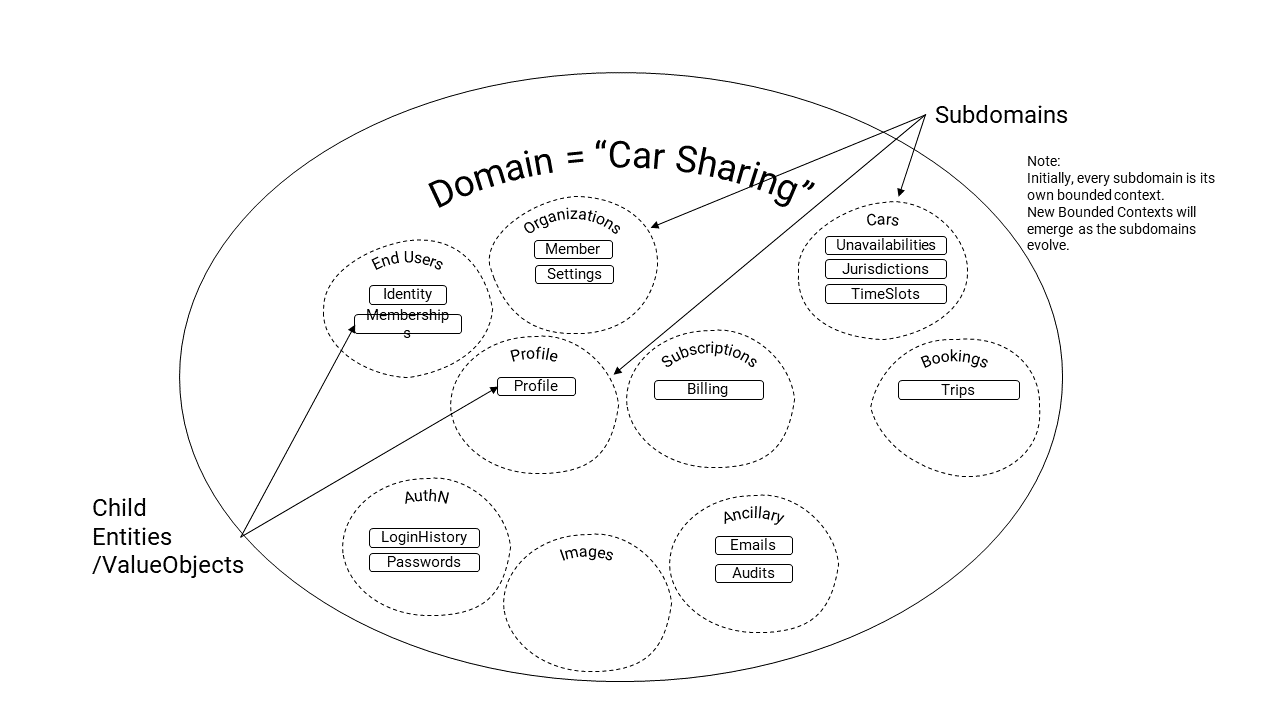 Subdomains
Note:
Initially, every subdomain is its
own bounded context.
New Bounded Contexts will
emerge as the subdomains
evolve.
Domain = “Car Sharing”
Organizations
Member
Settings
Cars
Unavailabilities
Jurisdictions
TimeSlots
End Users
Identity
Membership
s
Profile
Profile
Subscriptions
Billing
Bookings
Trips
Child
Entities
/ValueObjects
AuthN
LoginHistory
Passwords
Images
Ancillary
Emails
Audits